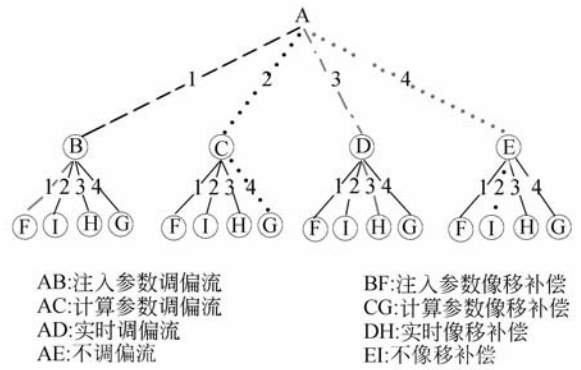 A
1 2 3 4
B C D E
1 2 3 4 1 2 3 4 1 2 3 4 1 2 3 4
F I H G F I H G F I H G F I H G
AB:注入参数调偏流 BF:注入参数像移补偿
AC:计算参数调偏流 CG:计算参数像移补偿
AD:实时调偏流 DH:实时像移补偿
AE:不调偏流 EI:不像移补偿